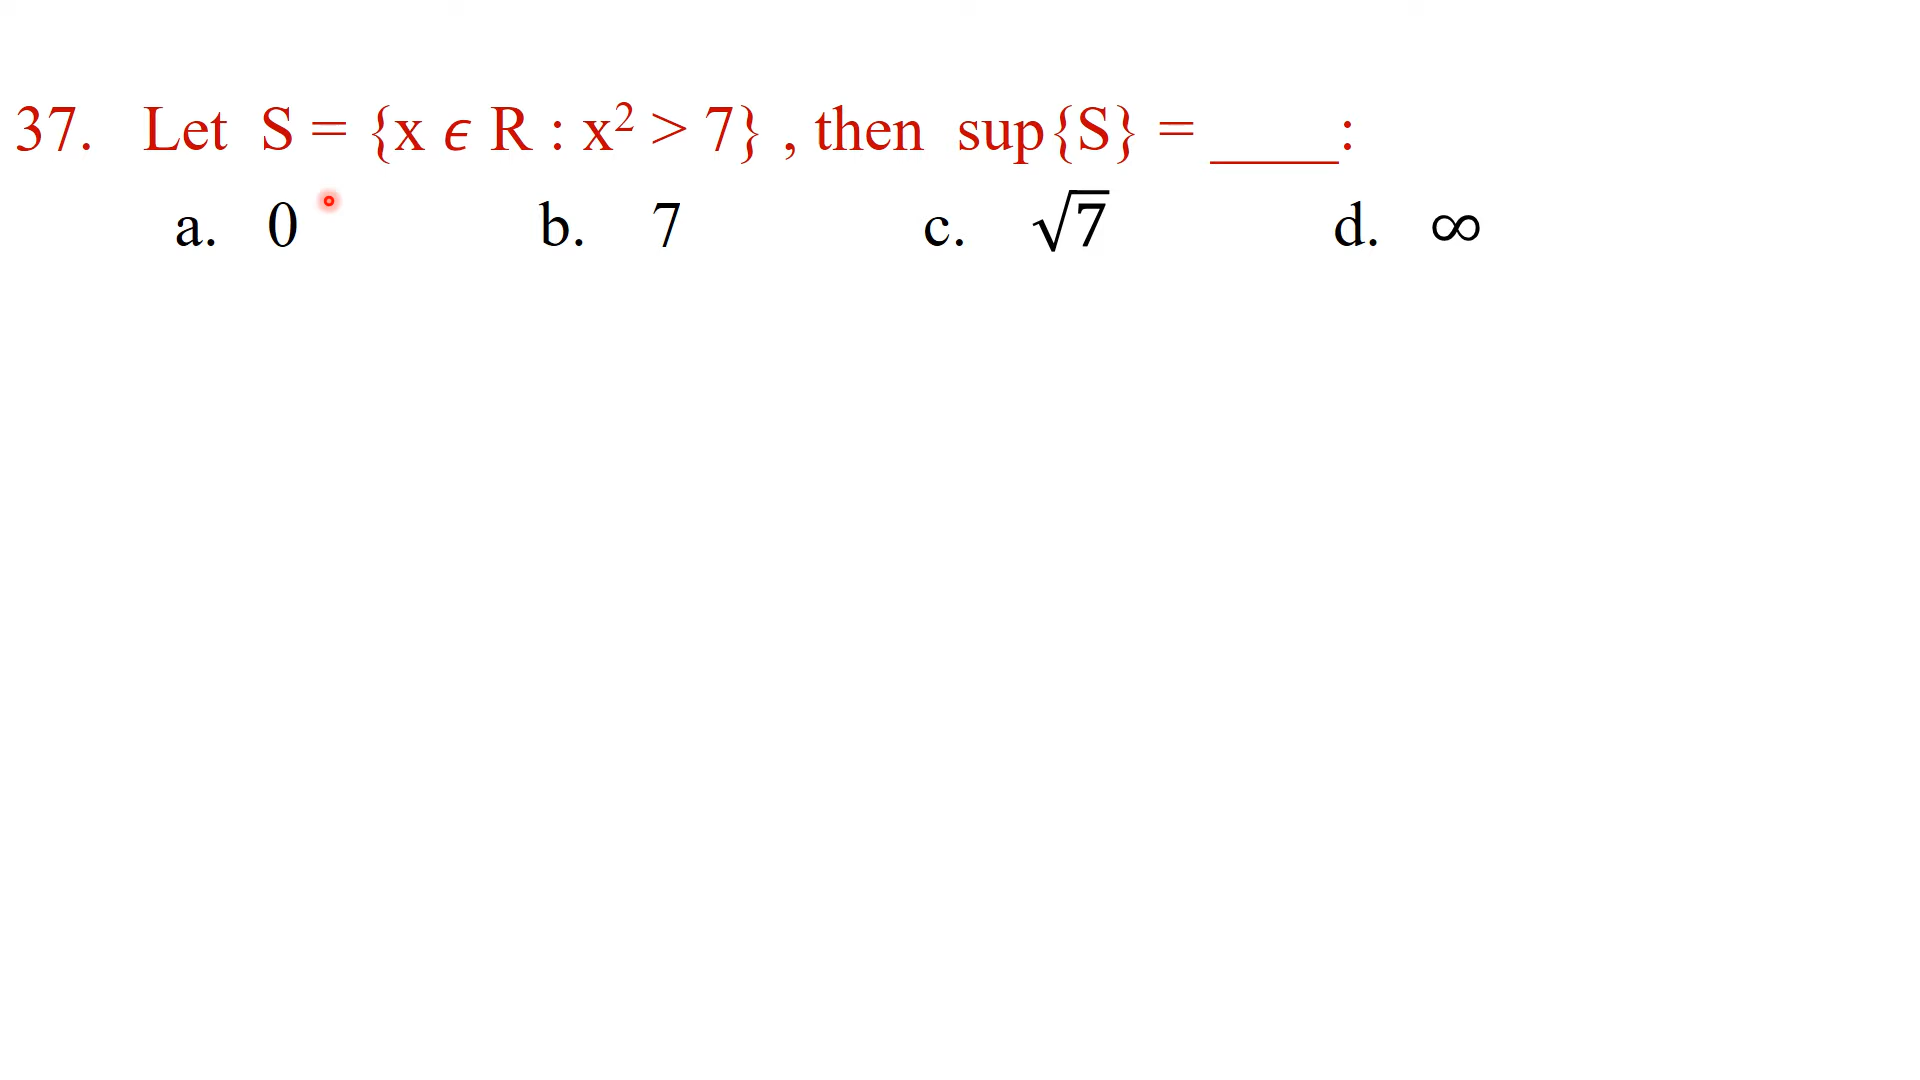 37. Let S = {x ϵ R : x² > 7} , then sup{S} = ____:
a. 0 b. 7 c. √7 d. ∞